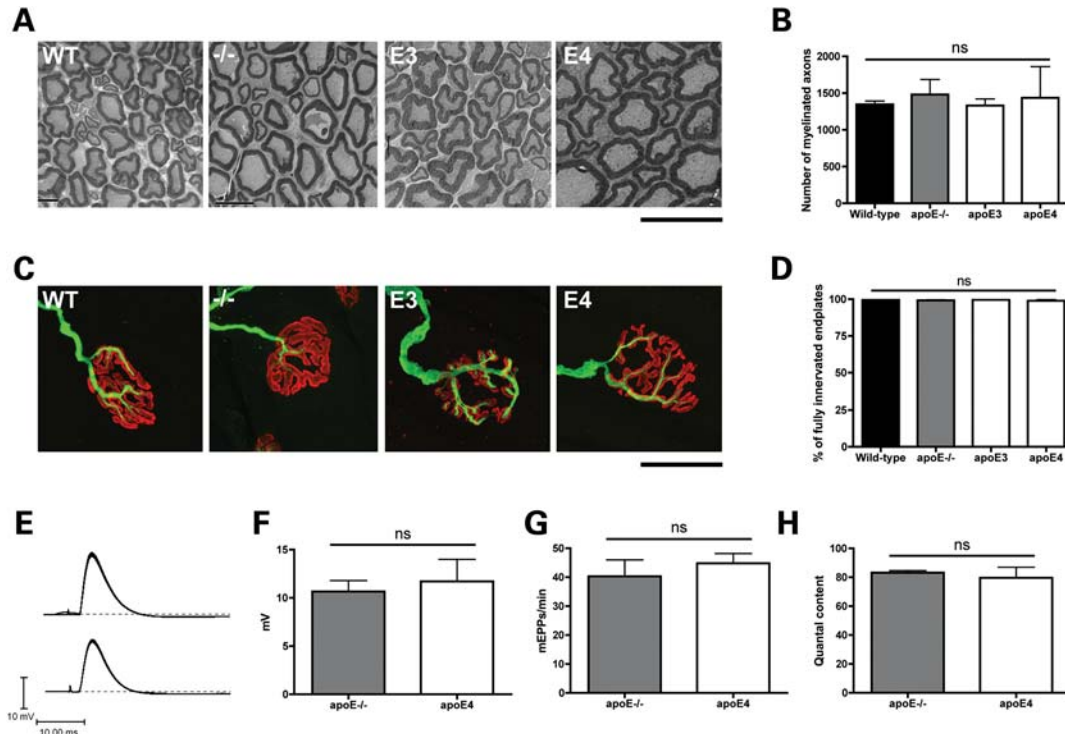 A
WT
-/-
E3
E4
B
ns
Number of myelinated axons
2000
1500
1000
500
0
Wild-type apoE-/- apoE3 apoE4
C
WT
-/-
E3
E4
D
ns
% of fully innervated endplates
100
75
50
25
0
Wild-type apoE-/- apoE3 apoE4
E
10 mV
10.00 ms
F
ns
mV
15
10
5
0
apoE-/- apoE4
G
ns
mEPPs/min
50
40
30
20
10
0
apoE-/- apoE4
H
ns
Quantal content
100
80
60
40
20
0
apoE-/- apoE4